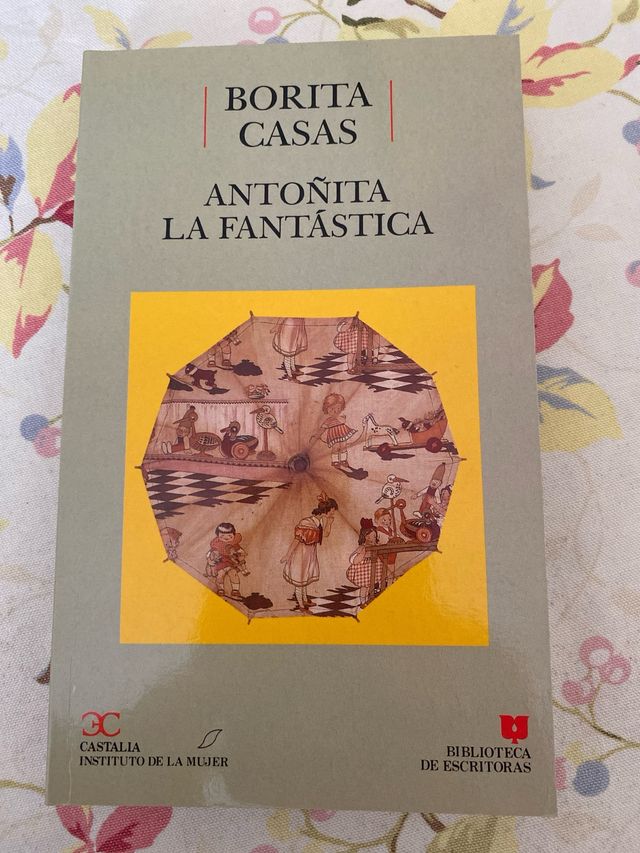 BORITA
CASAS
ANTOÑITA
LA FANTÁSTICA
CASTALIA
INSTITUTO DE LA MUJER
BIBLIOTECA
DE ESCRITORAS